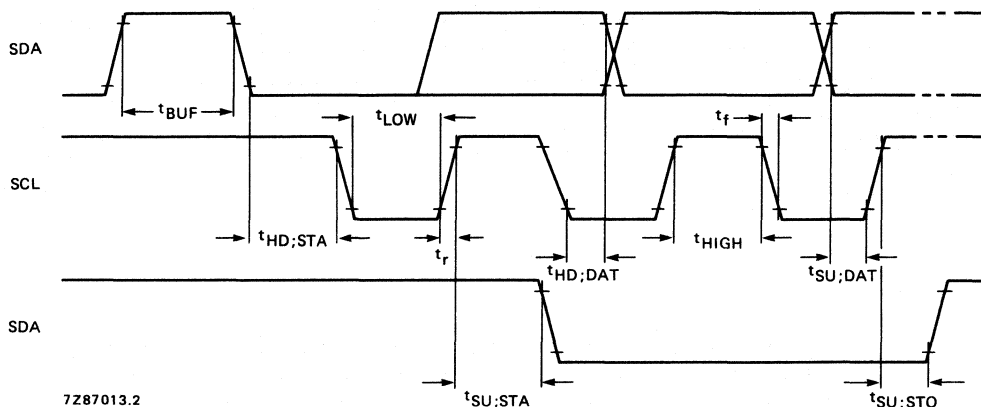 SDA
tBUF
tLOW
tf
SCL
tHD;STA
tr
tHD;DAT
tHIGH
tSU;DAT
SDA
tSU;STA
tSU;STO
7Z87013.2